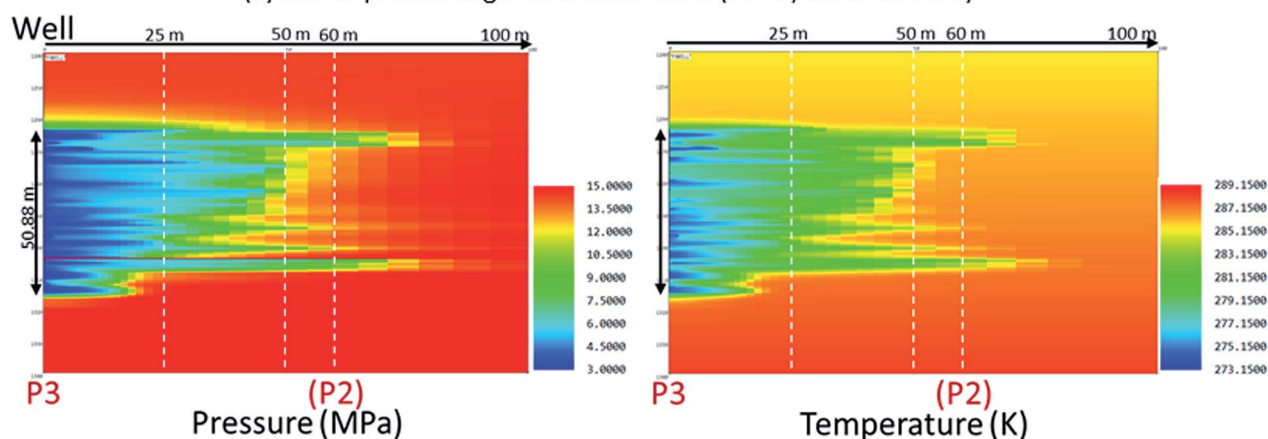 Well
25 m
50 m
60 m
100 m
25 m
50 m
60 m
100 m
50.88 m
15.0000
13.5000
12.0000
10.5000
9.0000
7.5000
6.0000
4.5000
3.0000
289.1500
287.1500
285.1500
283.1500
281.1500
279.1500
277.1500
275.1500
273.1500
P3
(P2)
P3
(P2)
Pressure (MPa)
Temperature (K)